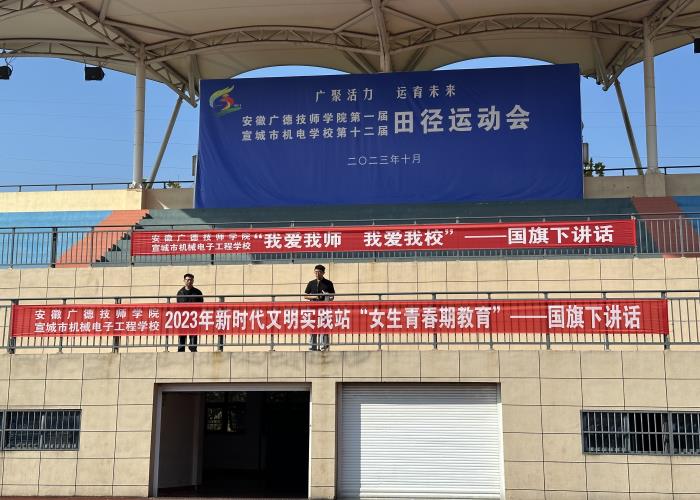 广聚活力 运育未来
安徽广德技师学院第一届
宣城市机电学校第十二届
田径运动会
二〇二三年十月
安徽广德技师学院
宣城市机械电子工程学校
“我爱我师 我爱我校”——国旗下讲话
安徽广德技师学院
宣城市机械电子工程学校
2023年新时代文明实践站“女生青春期教育”——国旗下讲话